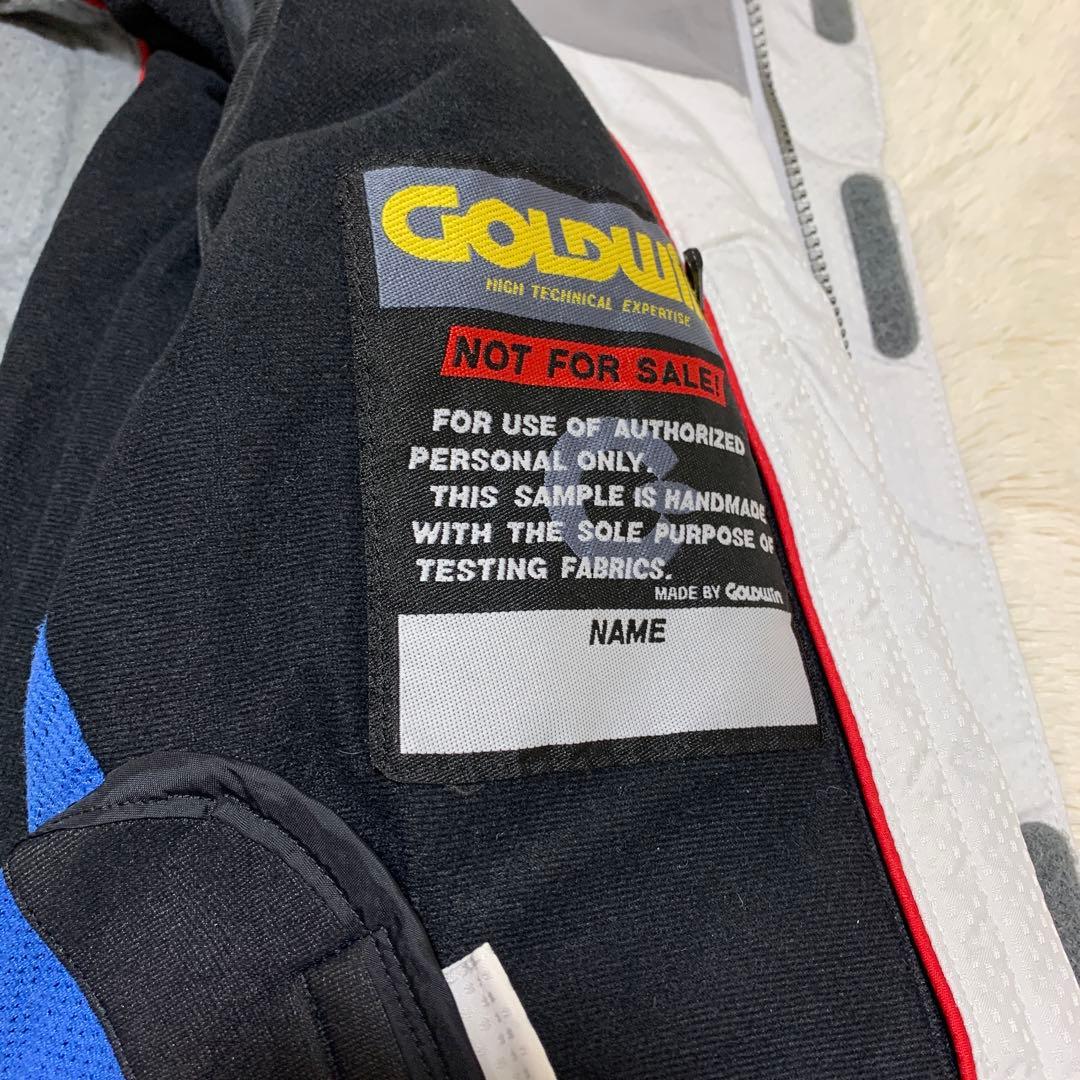 GOLDWIN
HIGH TECHNICAL EXPERTISE
NOT FOR SALE!
FOR USE OF AUTHORIZED
PERSONAL ONLY.
THIS SAMPLE IS HANDMADE
WITH THE SOLE PURPOSE OF
TESTING FABRICS.
MADE BY GOLDWIN
NAME